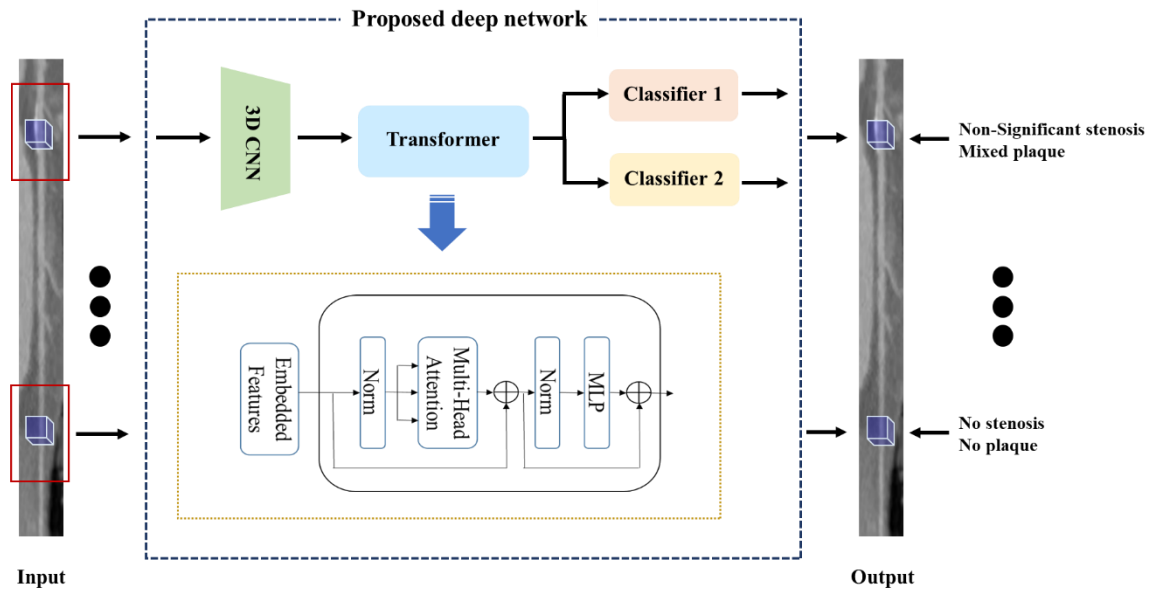 Proposed deep network
3D CNN
Transformer
Classifier 1
Classifier 2
Non-Significant stenosis
Mixed plaque
Embedded
Features
Norm
Multi-Head
Attention
Norm
MLP
No stenosis
No plaque
Input
Output